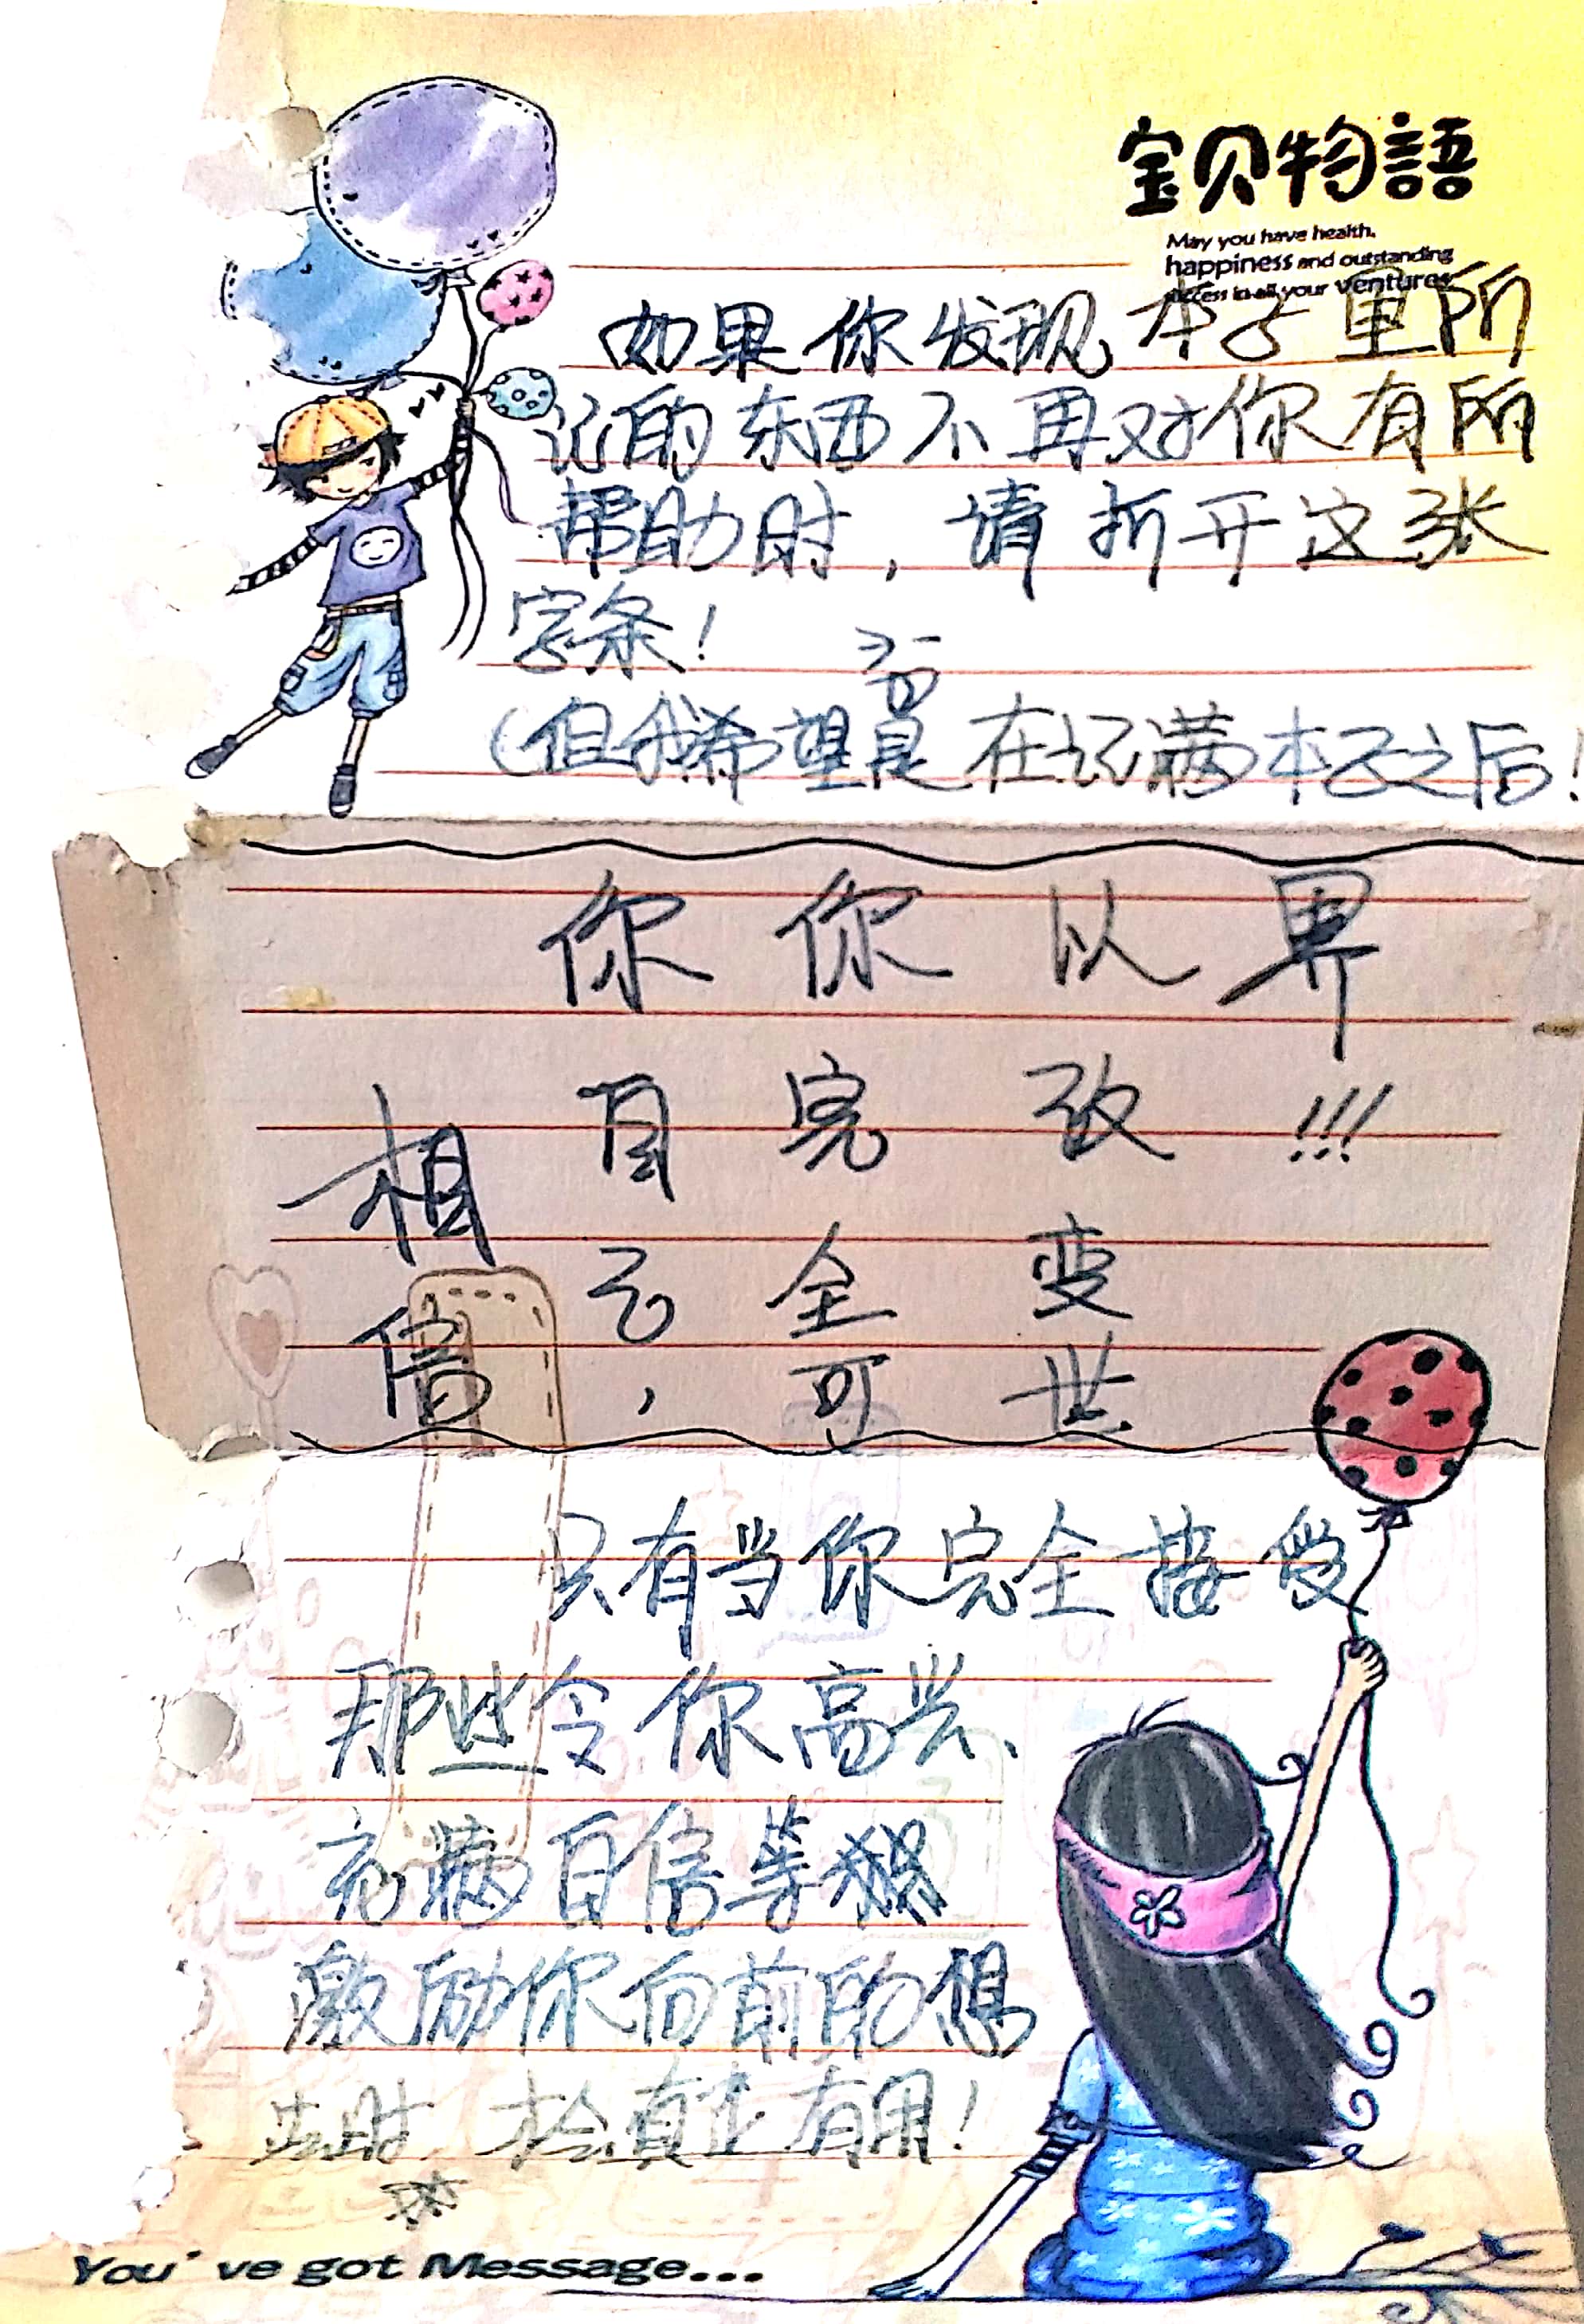 宝贝物語
May you have health,
happiness and outstanding
success in all your ventures
如果你发现本子里所
记的东西不再对你有所
帮助时，请拆开这张
字条！
（但我希望是在记满本子之后！
相信
你自己，
你完全可
以改变世
界!!!
只有当你完全接受
那些令你高兴、
充满自信等
激励你向前的想
法时 才会真正有用！
You've got Message...